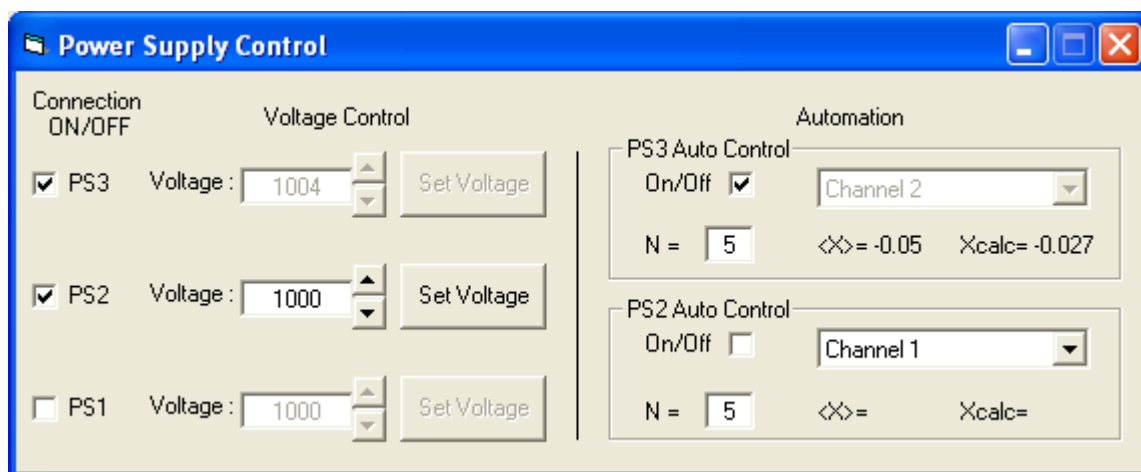 Power Supply Control
Connection
ON/OFF
Voltage Control
PS3 Voltage : 1004 Set Voltage
PS2 Voltage : 1000 Set Voltage
PS1 Voltage : 1000 Set Voltage
Automation
PS3 Auto Control
On/Off Channel 2
N = 5 <X>= -0.05 Xcalc= -0.027
PS2 Auto Control
On/Off Channel 1
N = 5 <X>= Xcalc=